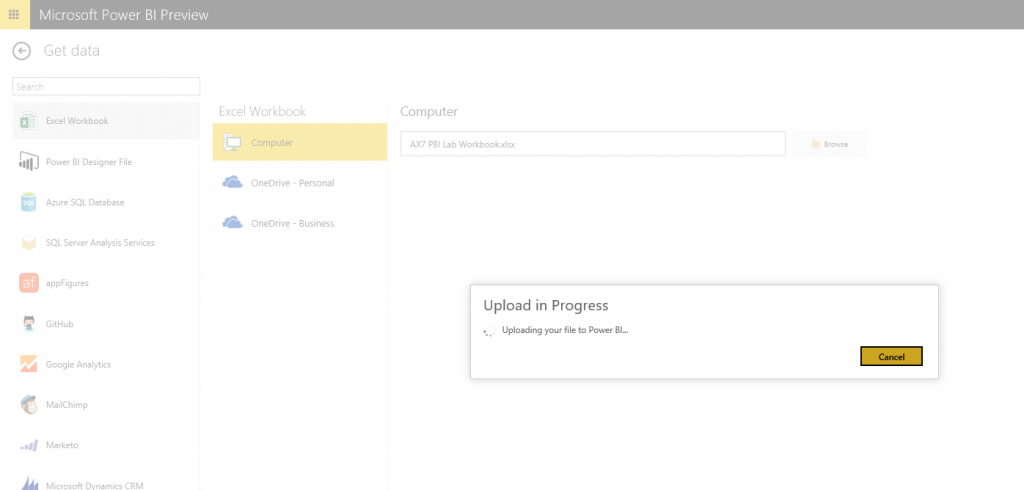 Microsoft Power BI Preview
Get data
Search
Excel Workbook
Power BI Designer File
Azure SQL Database
SQL
SQL Server Analysis Services
af
appFigures
GitHub
Google Analytics
MailChimp
Marketo
Microsoft Dynamics CRM
Excel Workbook
Computer
OneDrive - Personal
OneDrive - Business
Computer
AX7 PBI Lab Workbook.xlsx
Browse
Upload in Progress
Uploading your file to Power BI...
Cancel